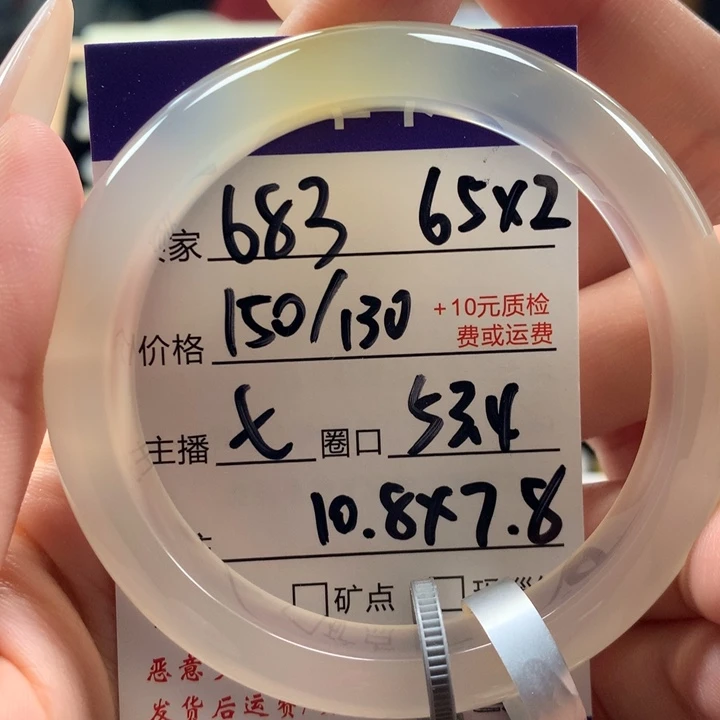 家 683 65x2
价格 150/130 +10元质检
费或运费
主播 七 圈口 53.4
10.8x7.8
矿点
恶意
发货后运费